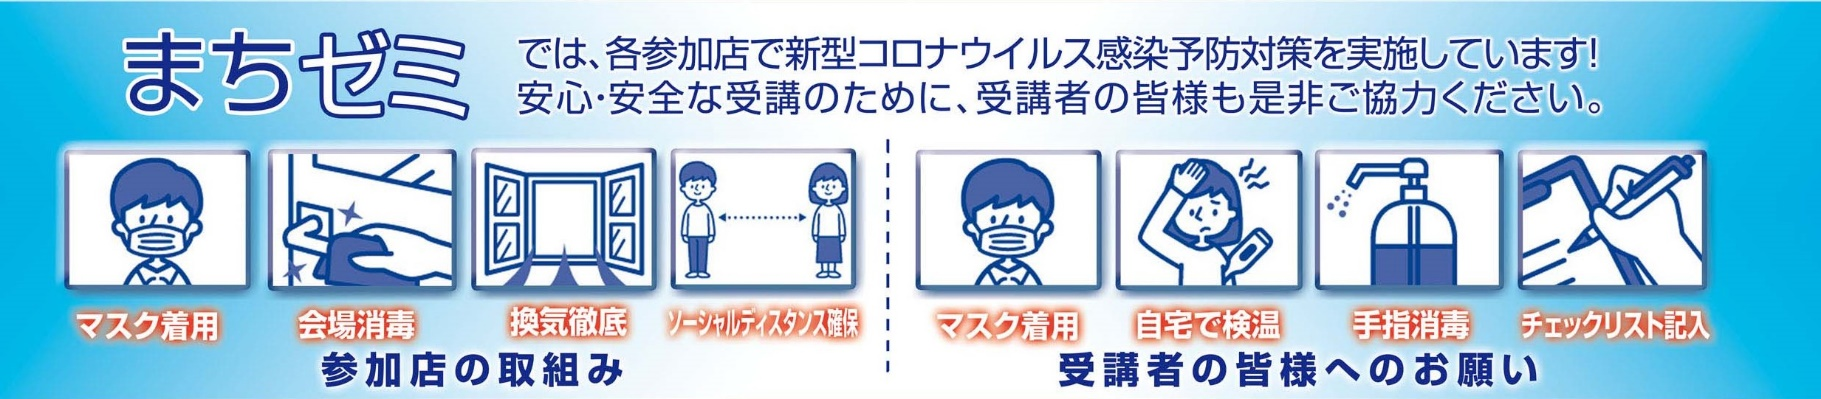 まちゼミ
では、各参加店で新型コロナウイルス感染予防対策を実施しています!
安心・安全な受講のために、受講者の皆様も是非ご協力ください。
マスク着用
会場消毒
換気徹底
ソーシャルディスタンス確保
参加店の取組み
マスク着用
自宅で検温
手指消毒
チェックリスト記入
受講者の皆様へのお願い